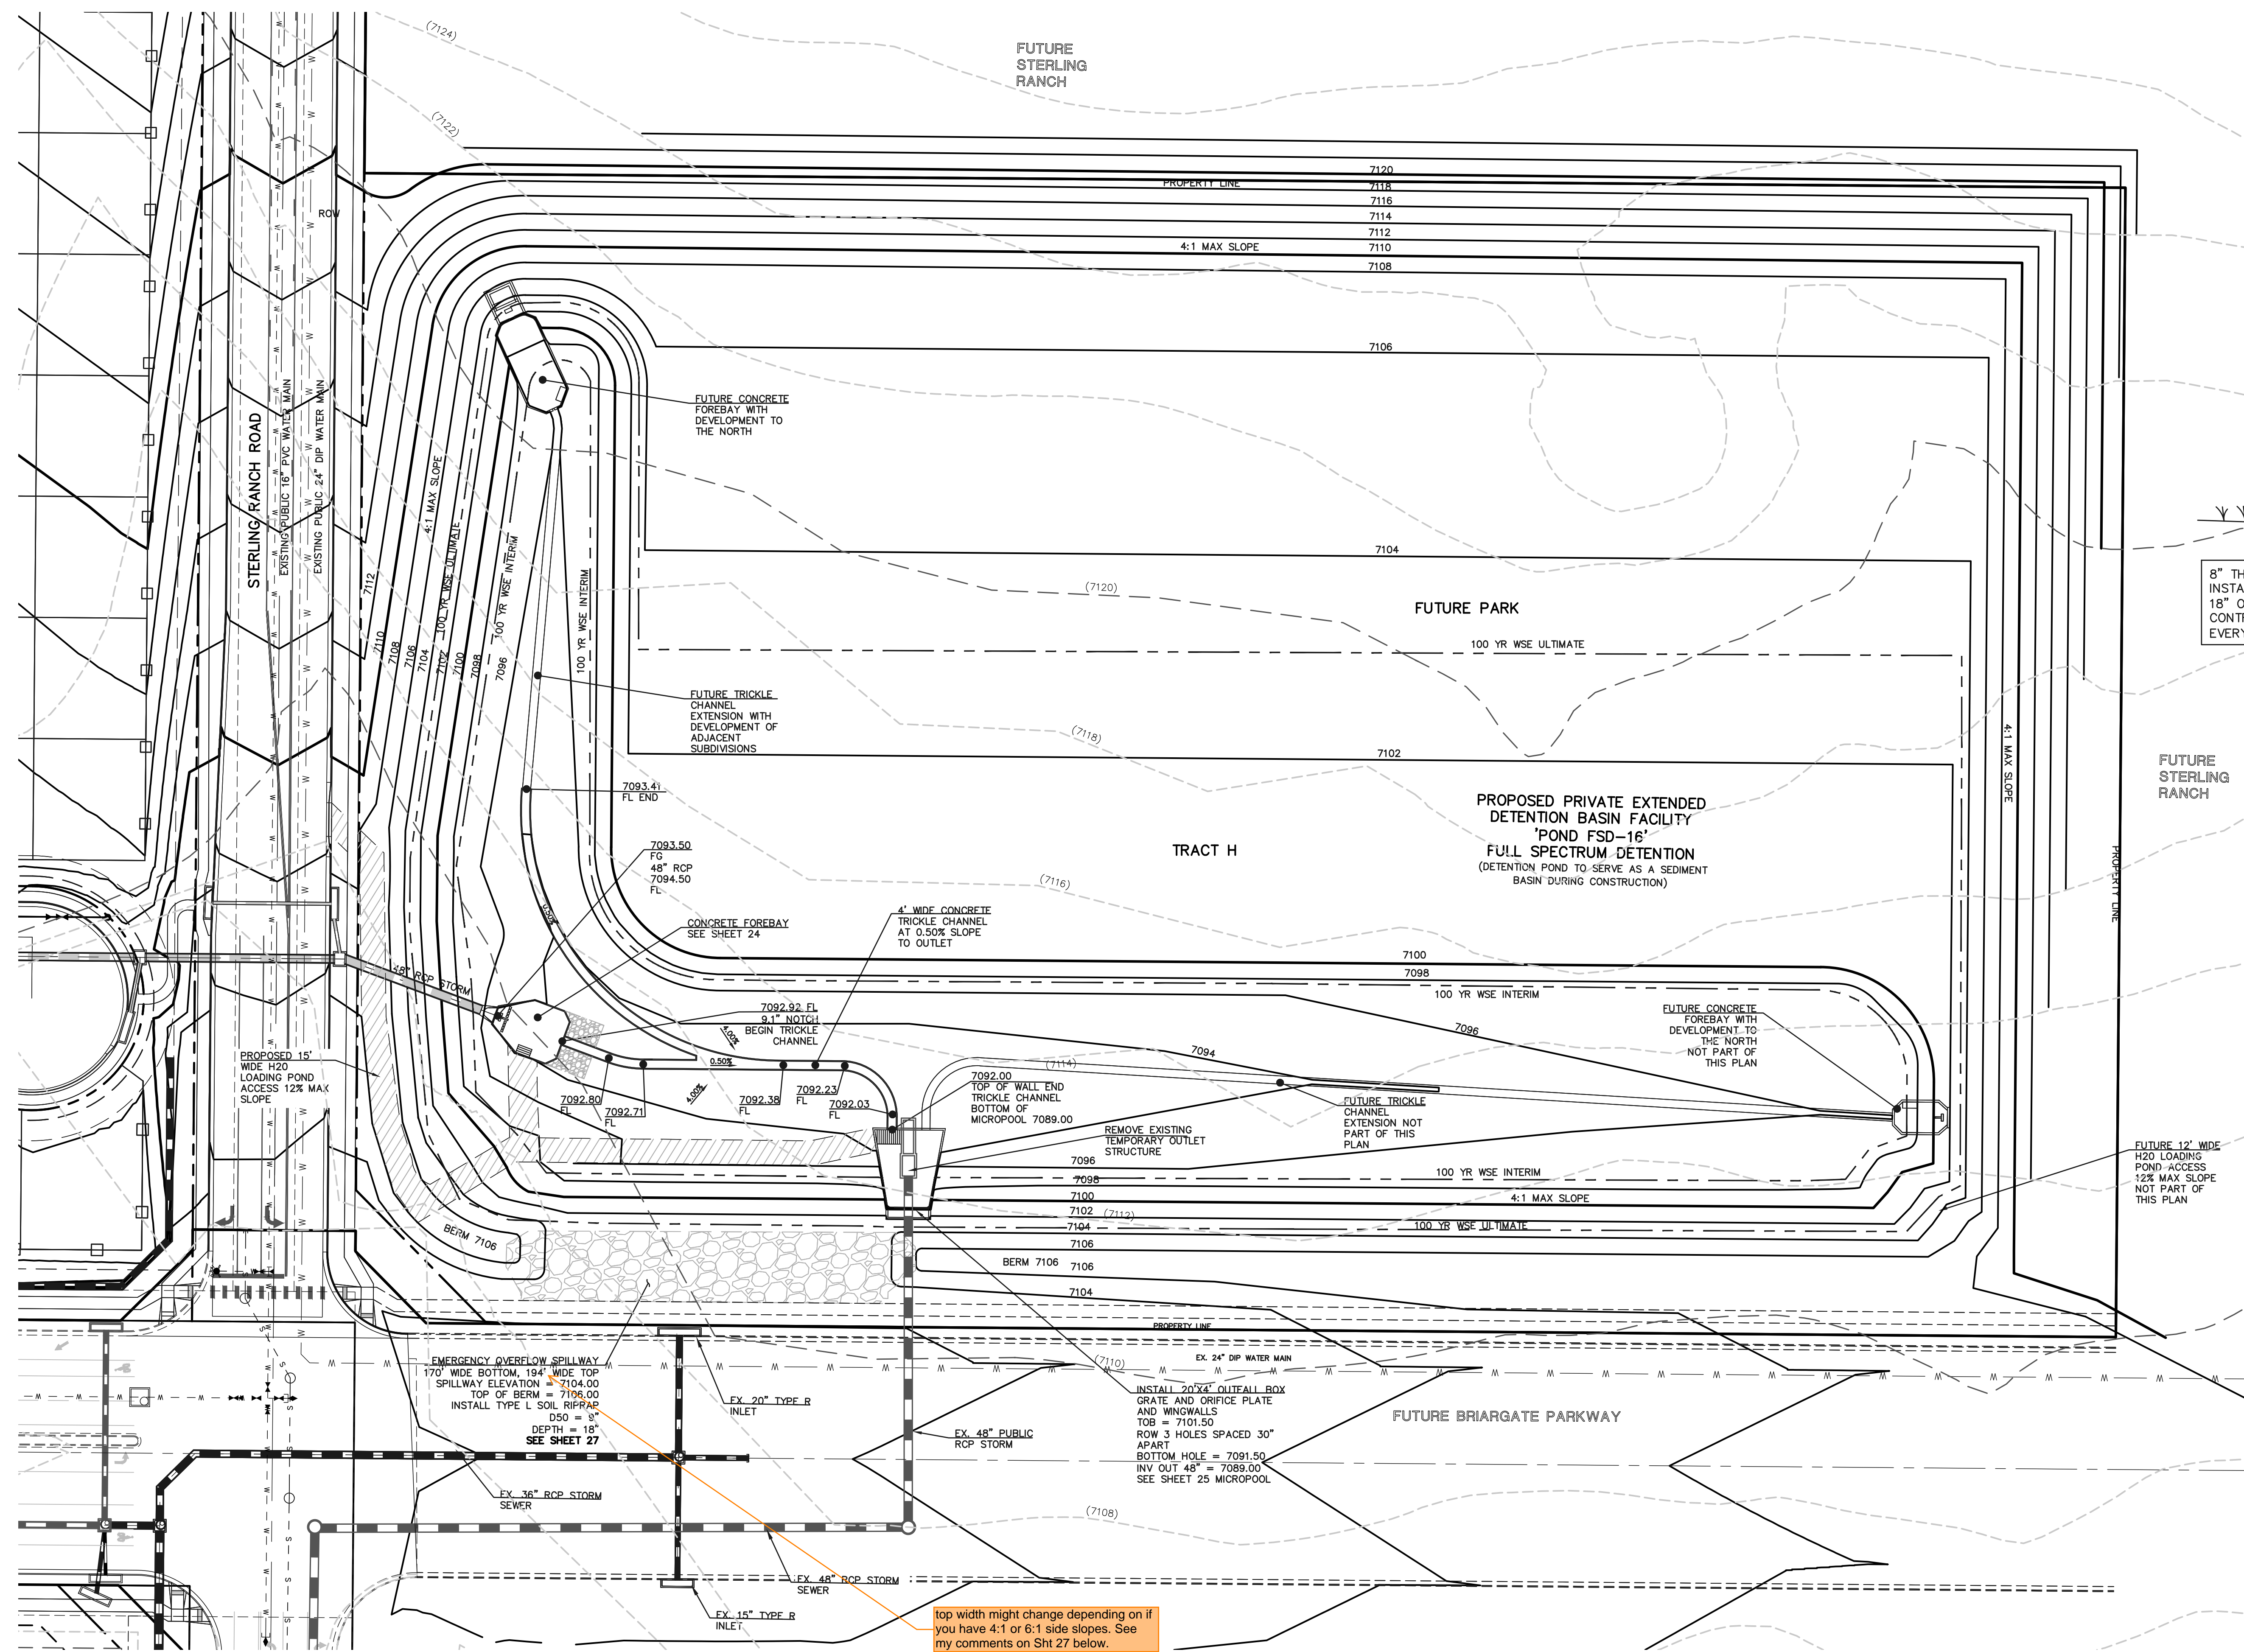 (7124)
FUTURE
STERLING
RANCH
(7122)
7120
PROPERTY LINE
7118
7116
7114
7112
4:1 MAX SLOPE
7110
7108
ROW
7106
FUTURE CONCRETE
FOREBAY WITH
DEVELOPMENT TO
THE NORTH
STERLING RANCH ROAD
EXISTING PUBLIC 16" PVC WATER MAIN
EXISTING PUBLIC 24" DIP WATER MAIN
4:1 MAX SLOPE
100 YR WSE ULTIMATE
100 YR WSE INTERIM
100 YR WSE INTERIM
7112
7110
7108
7106
7104
7102
7100
7098
7096
7104
(7120)
FUTURE PARK
100 YR WSE ULTIMATE
8" TH
INSTA
18" O
CONTR
EVERY
FUTURE TRICKLE
CHANNEL
EXTENSION WITH
DEVELOPMENT OF
ADJACENT
SUBDIVISIONS
(7118)
7102
4:1 MAX SLOPE
FUTURE
STERLING
RANCH
7093.41
FL END
PROPOSED PRIVATE EXTENDED
DETENTION BASIN FACILITY
'POND FSD-16'
FULL SPECTRUM DETENTION
(DETENTION POND TO SERVE AS A SEDIMENT
BASIN DURING CONSTRUCTION)
TRACT H
PROPERTY LINE
7093.50
FG
48" RCP
7094.50
FL
(7116)
0.50%
CONCRETE FOREBAY
SEE SHEET 24
4' WIDE CONCRETE
TRICKLE CHANNEL
AT 0.50% SLOPE
TO OUTLET
7100
7098
100 YR WSE INTERIM
48" RCP STORM
7092.92 FL
9.1" NOTCH
BEGIN TRICKLE
CHANNEL
4.00%
0.50%
4.00%
7096
7094
(7114)
FUTURE CONCRETE
FOREBAY WITH
DEVELOPMENT TO
THE NORTH
NOT PART OF
THIS PLAN
PROPOSED 15'
WIDE H20
LOADING POND
ACCESS 12% MAX
SLOPE
7092.80
FL
7092.71
FL
7092.38
FL
7092.23
FL
7092.03
FL
7092.00
TOP OF WALL END
TRICKLE CHANNEL
BOTTOM OF
MICROPOOL 7089.00
FUTURE TRICKLE
CHANNEL
EXTENSION NOT
PART OF THIS
PLAN
REMOVE EXISTING
TEMPORARY OUTLET
STRUCTURE
7096
7098
100 YR WSE INTERIM
7100
4:1 MAX SLOPE
7102
(7112)
7104
100 YR WSE ULTIMATE
FUTURE 12' WIDE
H20 LOADING
POND ACCESS
12% MAX SLOPE
NOT PART OF
THIS PLAN
BERM 7106
7106
BERM 7106
7106
7104
PROPERTY LINE
EMERGENCY OVERFLOW SPILLWAY
170' WIDE BOTTOM, 194' WIDE TOP
SPILLWAY ELEVATION = 7104.00
TOP OF BERM = 7106.00
INSTALL TYPE L SOIL RIPRAP
D50 = 9"
DEPTH = 18"
SEE SHEET 27
(7110)
EX. 24" DIP WATER MAIN
EX. 20" TYPE R
INLET
EX. 48" PUBLIC
RCP STORM
INSTALL 20'X4' OUTFALL BOX
GRATE AND ORIFICE PLATE
AND WINGWALLS
TOB = 7101.50
ROW 3 HOLES SPACED 30"
APART
BOTTOM HOLE = 7091.50
INV OUT 48" = 7089.00
SEE SHEET 25 MICROPOOL
FUTURE BRIARGATE PARKWAY
EX. 36" RCP STORM
SEWER
(7108)
EX. 48" RCP STORM
SEWER
EX. 15" TYPE R
INLET
top width might change depending on if
you have 4:1 or 6:1 side slopes. See
my comments on Sht 27 below.